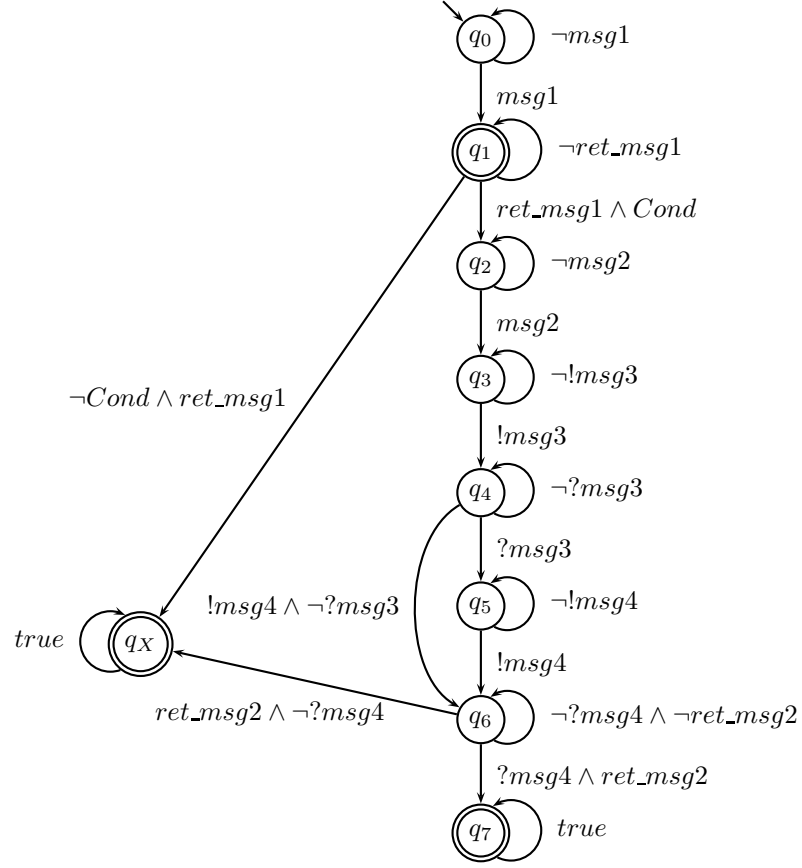 q0
¬msg1
msg1
q1
¬ret_msg1
ret_msg1 ∧ Cond
q2
¬msg2
msg2
q3
¬!msg3
¬Cond ∧ ret_msg1
!msg3
q4
¬?msg3
?msg3
!msg4 ∧ ¬?msg3
q5
¬!msg4
true
qX
!msg4
ret_msg2 ∧ ¬?msg4
q6
¬?msg4 ∧ ¬ret_msg2
?msg4 ∧ ret_msg2
q7
true